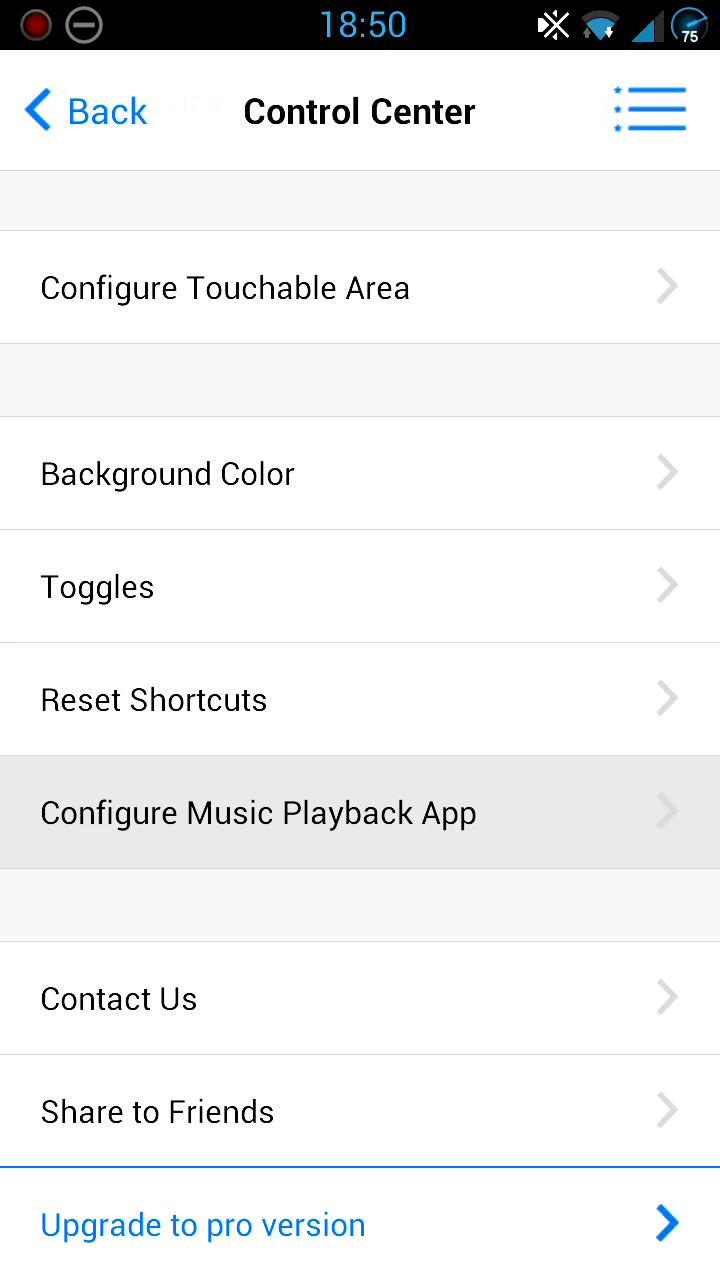 18:50
75
Back
Control Center
Configure Touchable Area
Background Color
Toggles
Reset Shortcuts
Configure Music Playback App
Contact Us
Share to Friends
Upgrade to pro version